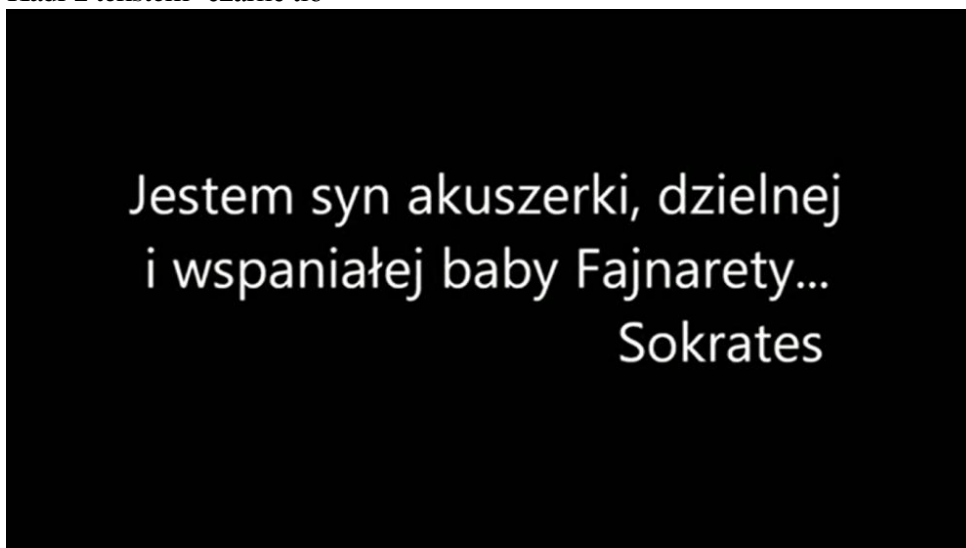 Jestem syn akuszerki, dzielnej
i wspaniałej baby Fajnarety...
Sokrates